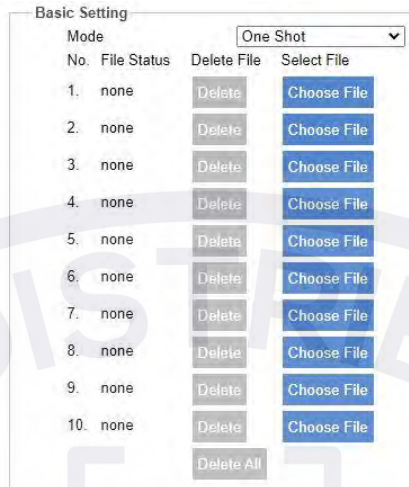 Basic Setting
Mode One Shot
No. File Status Delete File Select File
1. none Delete Choose File
2. none Delete Choose File
3. none Delete Choose File
4. none Delete Choose File
5. none Delete Choose File
6. none Delete Choose File
7. none Delete Choose File
8. none Delete Choose File
9. none Delete Choose File
10. none Delete Choose File
Delete All